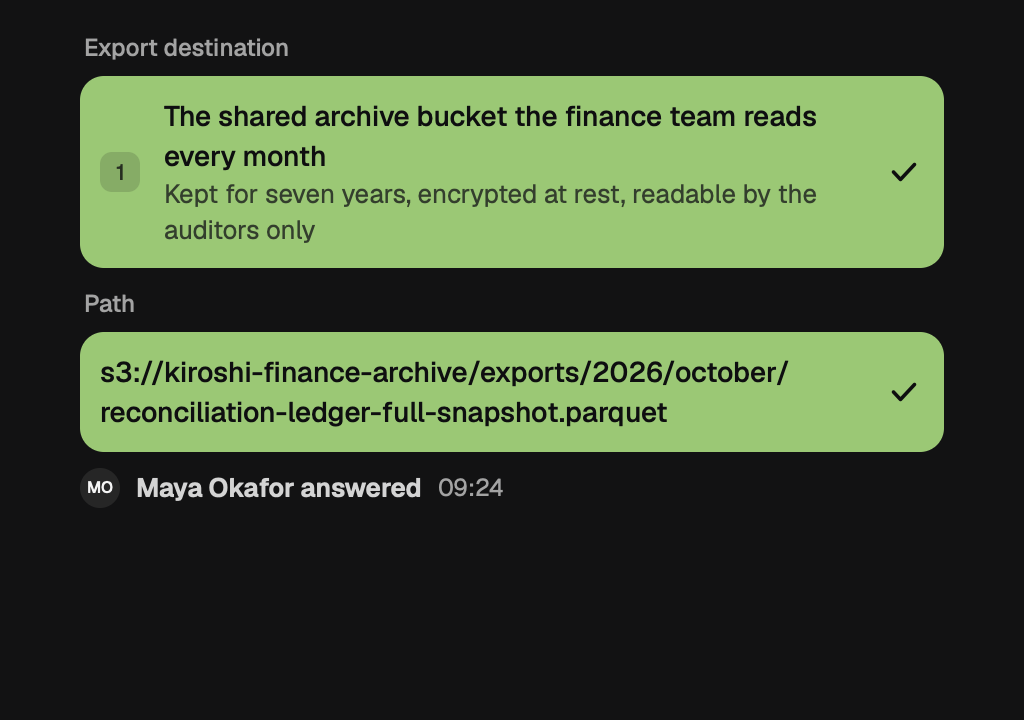 Export destination
1
The shared archive bucket the finance team reads
every month
Kept for seven years, encrypted at rest, readable by the
auditors only
Path
s3://kiroshi-finance-archive/exports/2026/october/
reconciliation-ledger-full-snapshot.parquet
MO Maya Okafor answered 09:24